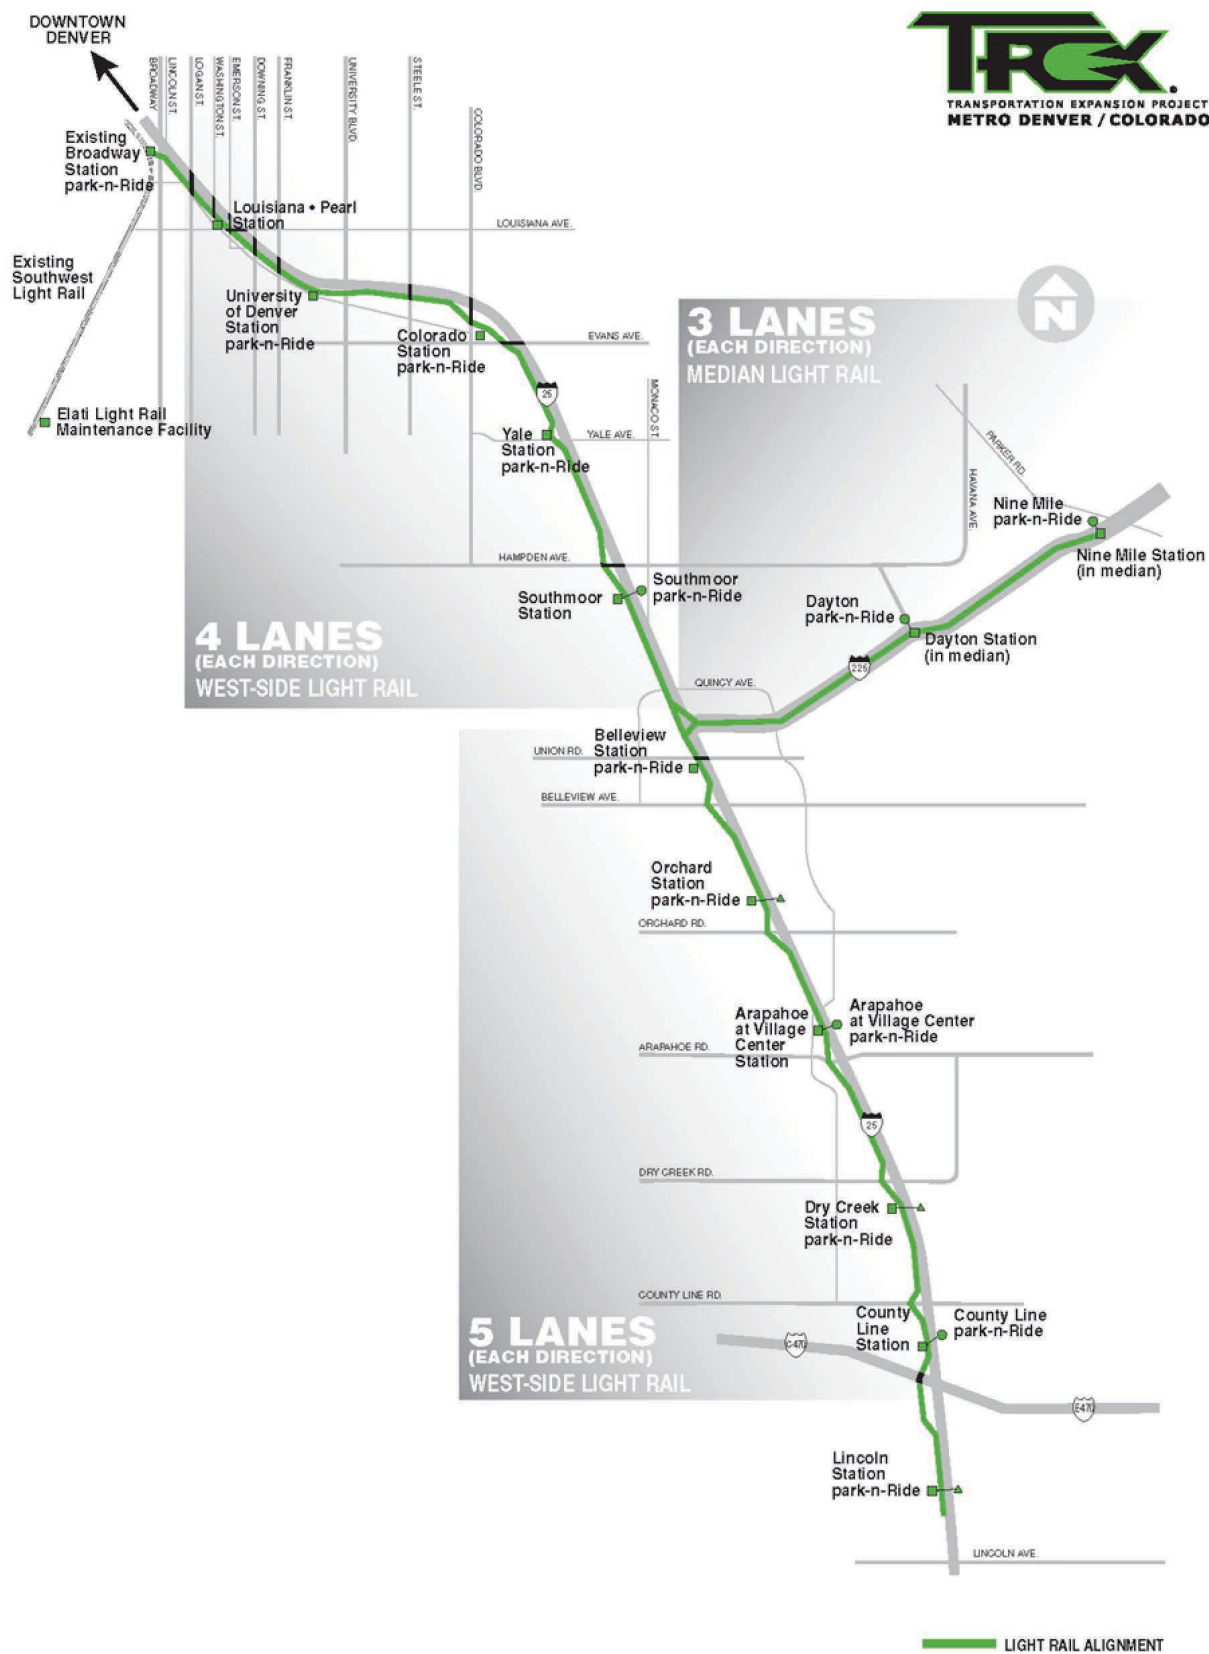 DOWNTOWN
DENVER
T-REX.
TRANSPORTATION EXPANSION PROJECT
METRO DENVER / COLORADO
BROADWAY
LINCOLN ST.
LOGAN ST.
WASHINGTON ST.
EMERSON ST.
DOWNING ST.
FRANKLIN ST.
UNIVERSITY BLVD.
STEELE ST.
COLORADO BLVD.
Existing
Broadway
Station
park-n-Ride
Louisiana • Pearl
Station
LOUISIANA AVE.
Existing
Southwest
Light Rail
University
of Denver
Station
park-n-Ride
Colorado
Station
park-n-Ride
EVANS AVE.
N
3 LANES
(EACH DIRECTION)
MEDIAN LIGHT RAIL
25
MONACO ST.
Elati Light Rail
Maintenance Facility
Yale
Station
park-n-Ride
YALE AVE.
PARKER RD.
HAVANA AVE.
Nine Mile
park-n-Ride
Nine Mile Station
(in median)
HAMPDEN AVE.
Southmoor
Station
Southmoor
park-n-Ride
Dayton
park-n-Ride
Dayton Station
(in median)
4 LANES
(EACH DIRECTION)
WEST-SIDE LIGHT RAIL
225
QUINCY AVE.
Belleview
Station
park-n-Ride
UNION RD.
BELLEVIEW AVE.
Orchard
Station
park-n-Ride
ORCHARD RD.
Arapahoe
at Village
Center
Station
Arapahoe
at Village Center
park-n-Ride
ARAPAHOE RD.
25
DRY CREEK RD.
Dry Creek
Station
park-n-Ride
COUNTY LINE RD.
County
Line
Station
County Line
park-n-Ride
5 LANES
(EACH DIRECTION)
WEST-SIDE LIGHT RAIL
C-470
E-470
Lincoln
Station
park-n-Ride
LINCOLN AVE.
LIGHT RAIL ALIGNMENT